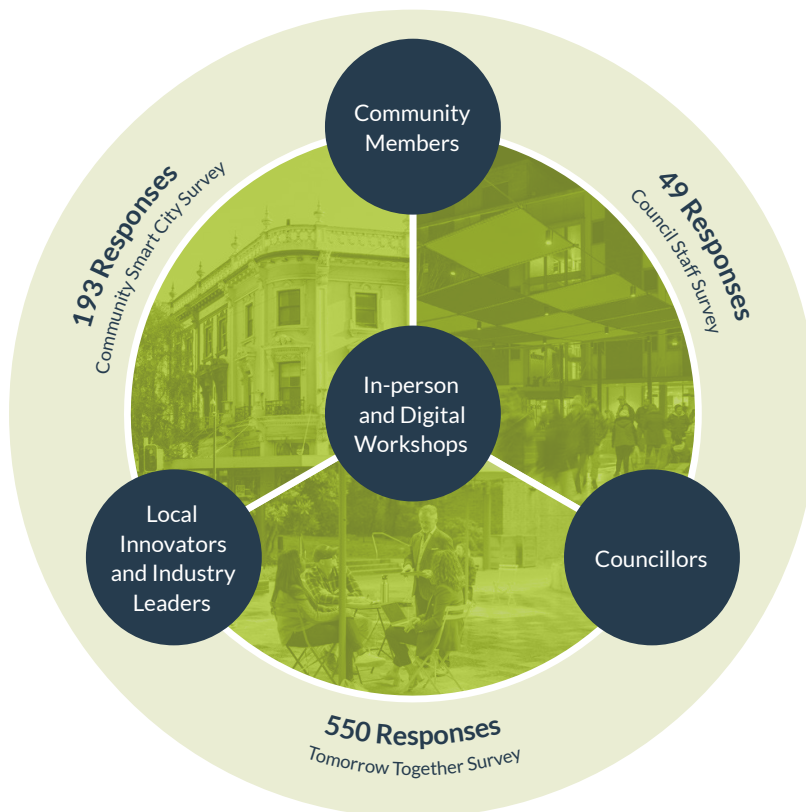 Community
Members
193 Responses
Community Smart City Survey
49 Responses
Council Staff Survey
In-person
and Digital
Workshops
Local
Innovators
and Industry
Leaders
Councillors
550 Responses
Tomorrow Together Survey